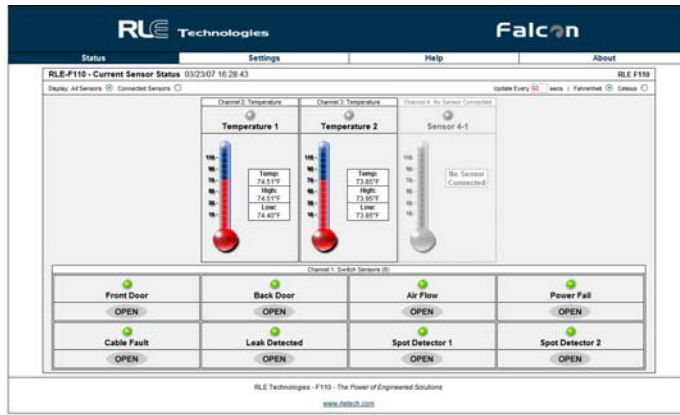 RLE Technologies
Falcon
Status Settings Help About
RLE-F110 - Current Sensor Status 03/23/07 16:28:43 RLE F110
Display: All Sensors Connected Sensors Update Every 60 secs | Fahrenheit Celsius
Channel 2: Temperature Channel 3: Temperature Channel 4: No Sensor Connected
Temperature 1 Temperature 2 Sensor 4-1
Temp: Temp: No Sensor
74.51°F 73.85°F Connected
High: High:
74.51°F 73.95°F
Low: Low:
74.40°F 73.85°F
Channel 1: Switch Sensors (8)
Front Door Back Door Air Flow Power Fail
OPEN OPEN OPEN OPEN
Cable Fault Leak Detected Spot Detector 1 Spot Detector 2
OPEN OPEN OPEN OPEN
RLE Technologies - F110 - The Power of Engineered Solutions
www.rletech.com